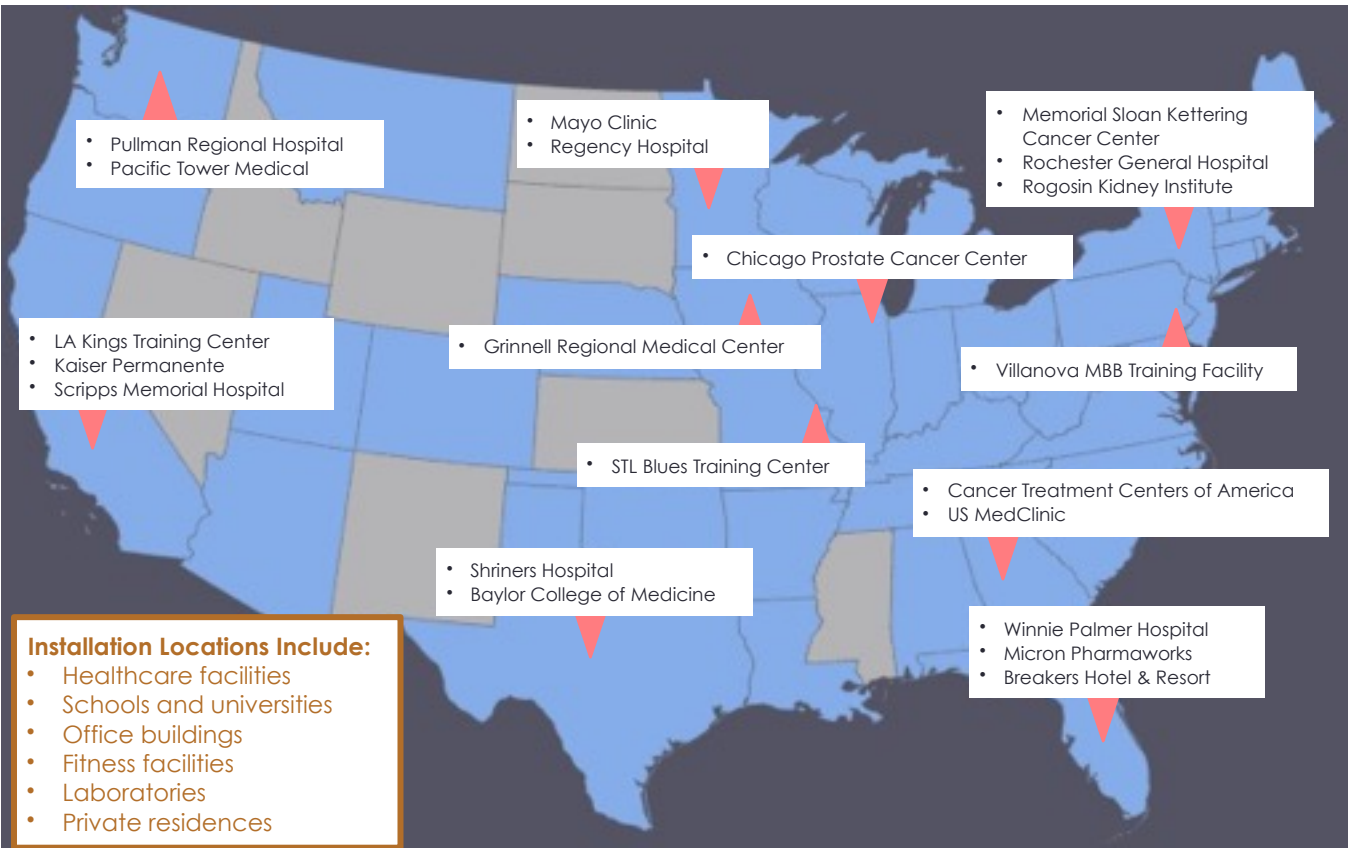 • Pullman Regional Hospital
• Pacific Tower Medical
• Mayo Clinic
• Regency Hospital
• Memorial Sloan Kettering
Cancer Center
• Rochester General Hospital
• Rogosin Kidney Institute
• Chicago Prostate Cancer Center
• LA Kings Training Center
• Kaiser Permanente
• Scripps Memorial Hospital
• Grinnell Regional Medical Center
• Villanova MBB Training Facility
• STL Blues Training Center
• Cancer Treatment Centers of America
• US MedClinic
• Shriners Hospital
• Baylor College of Medicine
• Winnie Palmer Hospital
• Micron Pharmaworks
• Breakers Hotel & Resort
Installation Locations Include:
• Healthcare facilities
• Schools and universities
• Office buildings
• Fitness facilities
• Laboratories
• Private residences